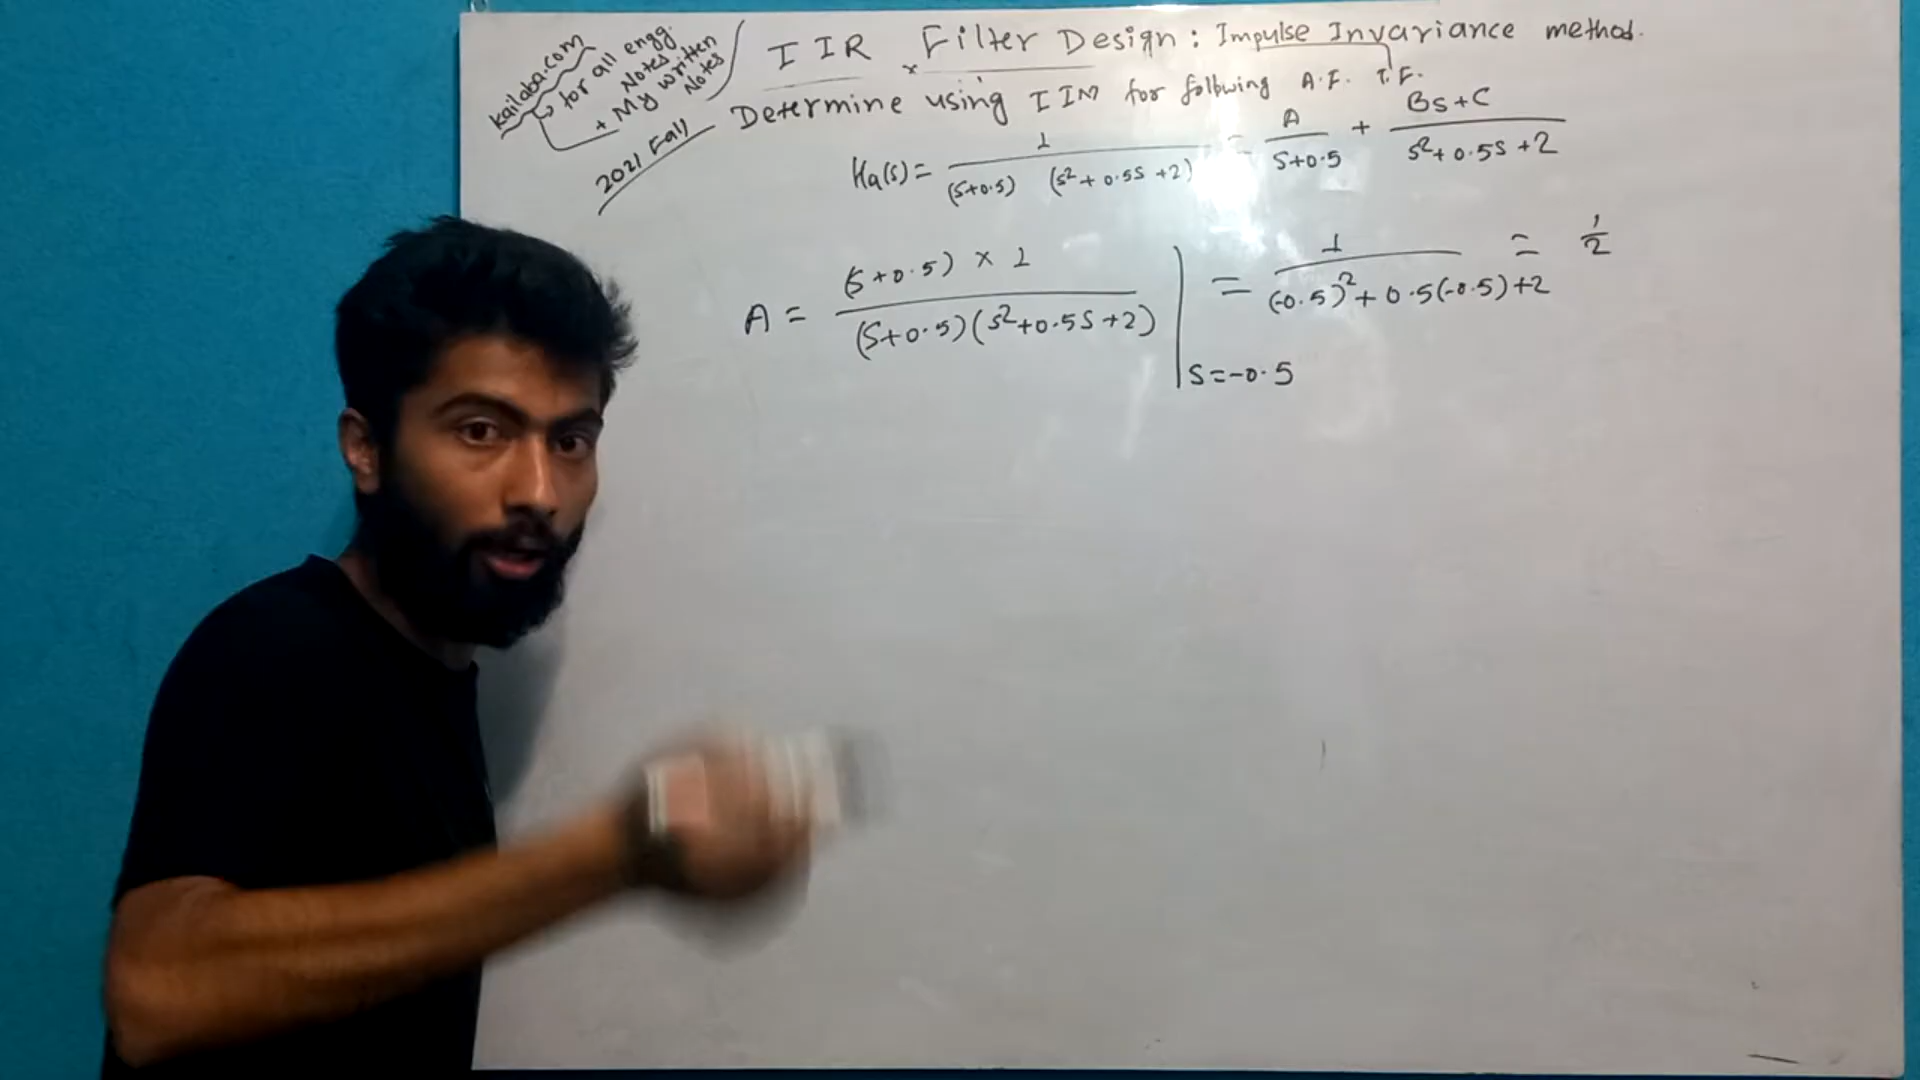 kailaba.com
for all engg
Notes
+ My written
Notes
2021 Fall
IIR Filter Design: Impulse Invariance method.
Determine using IIM for following A.F. T.F.
Ha(s) = 1 / (s+0.5) (s²+0.5s+2) = A / s+0.5 + Bs+C / s²+0.5s+2
A = (s+0.5) × 1 / (s+0.5)(s²+0.5s+2) | s=-0.5 = 1 / (-0.5)²+0.5(-0.5)+2 = 1/2